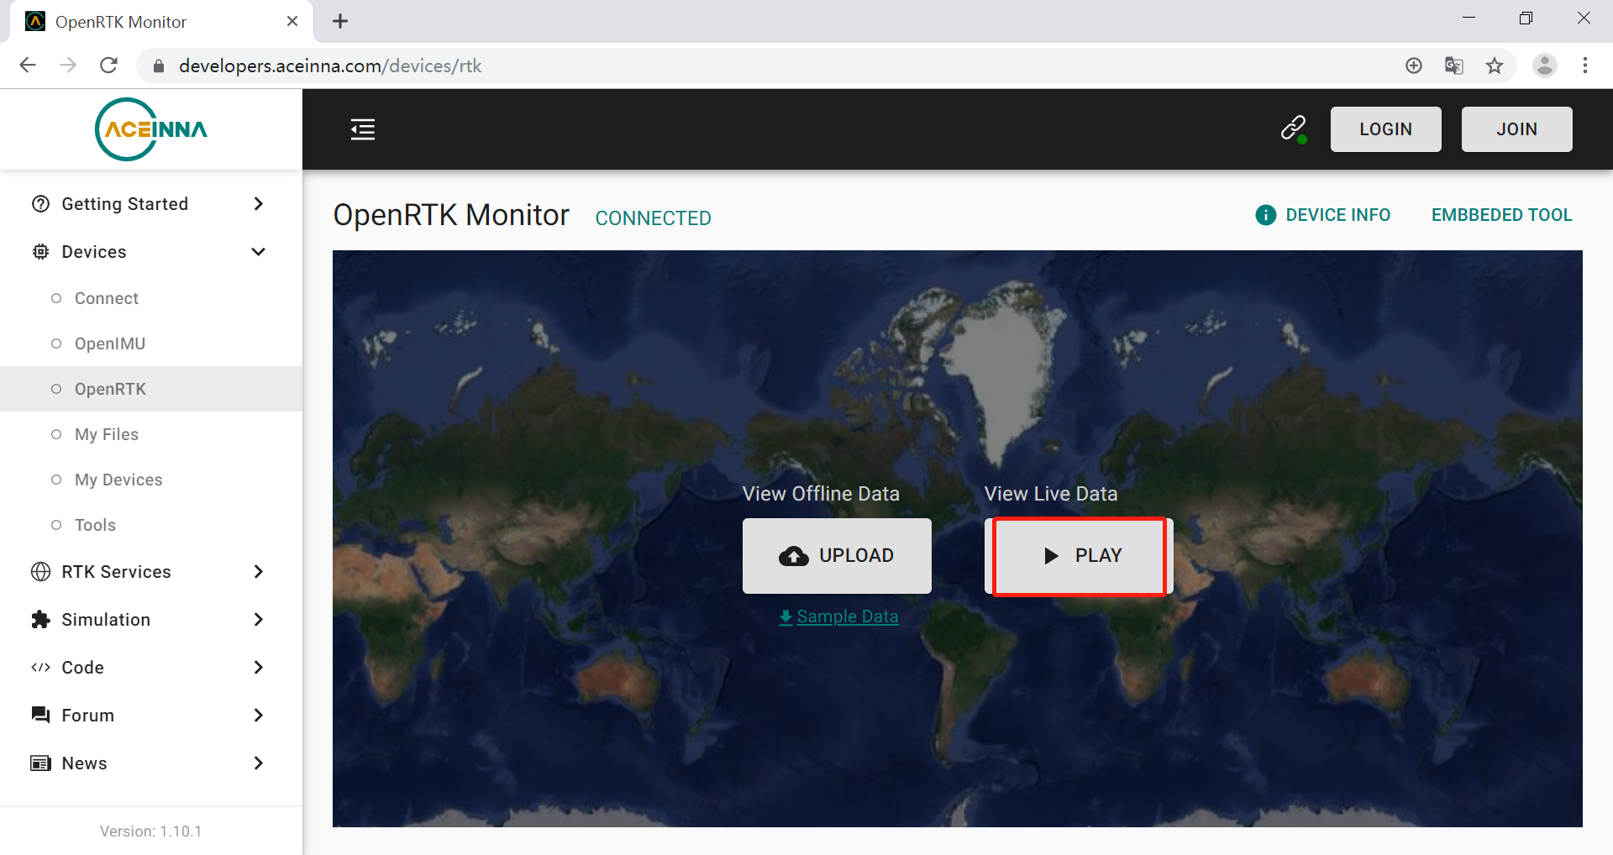 OpenRTK Monitor
developers.aceinna.com/devices/rtk
ACEINNA
LOGIN
JOIN
Getting Started
Devices
Connect
OpenIMU
OpenRTK
My Files
My Devices
Tools
RTK Services
Simulation
Code
Forum
News
Version: 1.10.1
OpenRTK Monitor CONNECTED
DEVICE INFO
EMBBEDED TOOL
View Offline Data
UPLOAD
Sample Data
View Live Data
PLAY